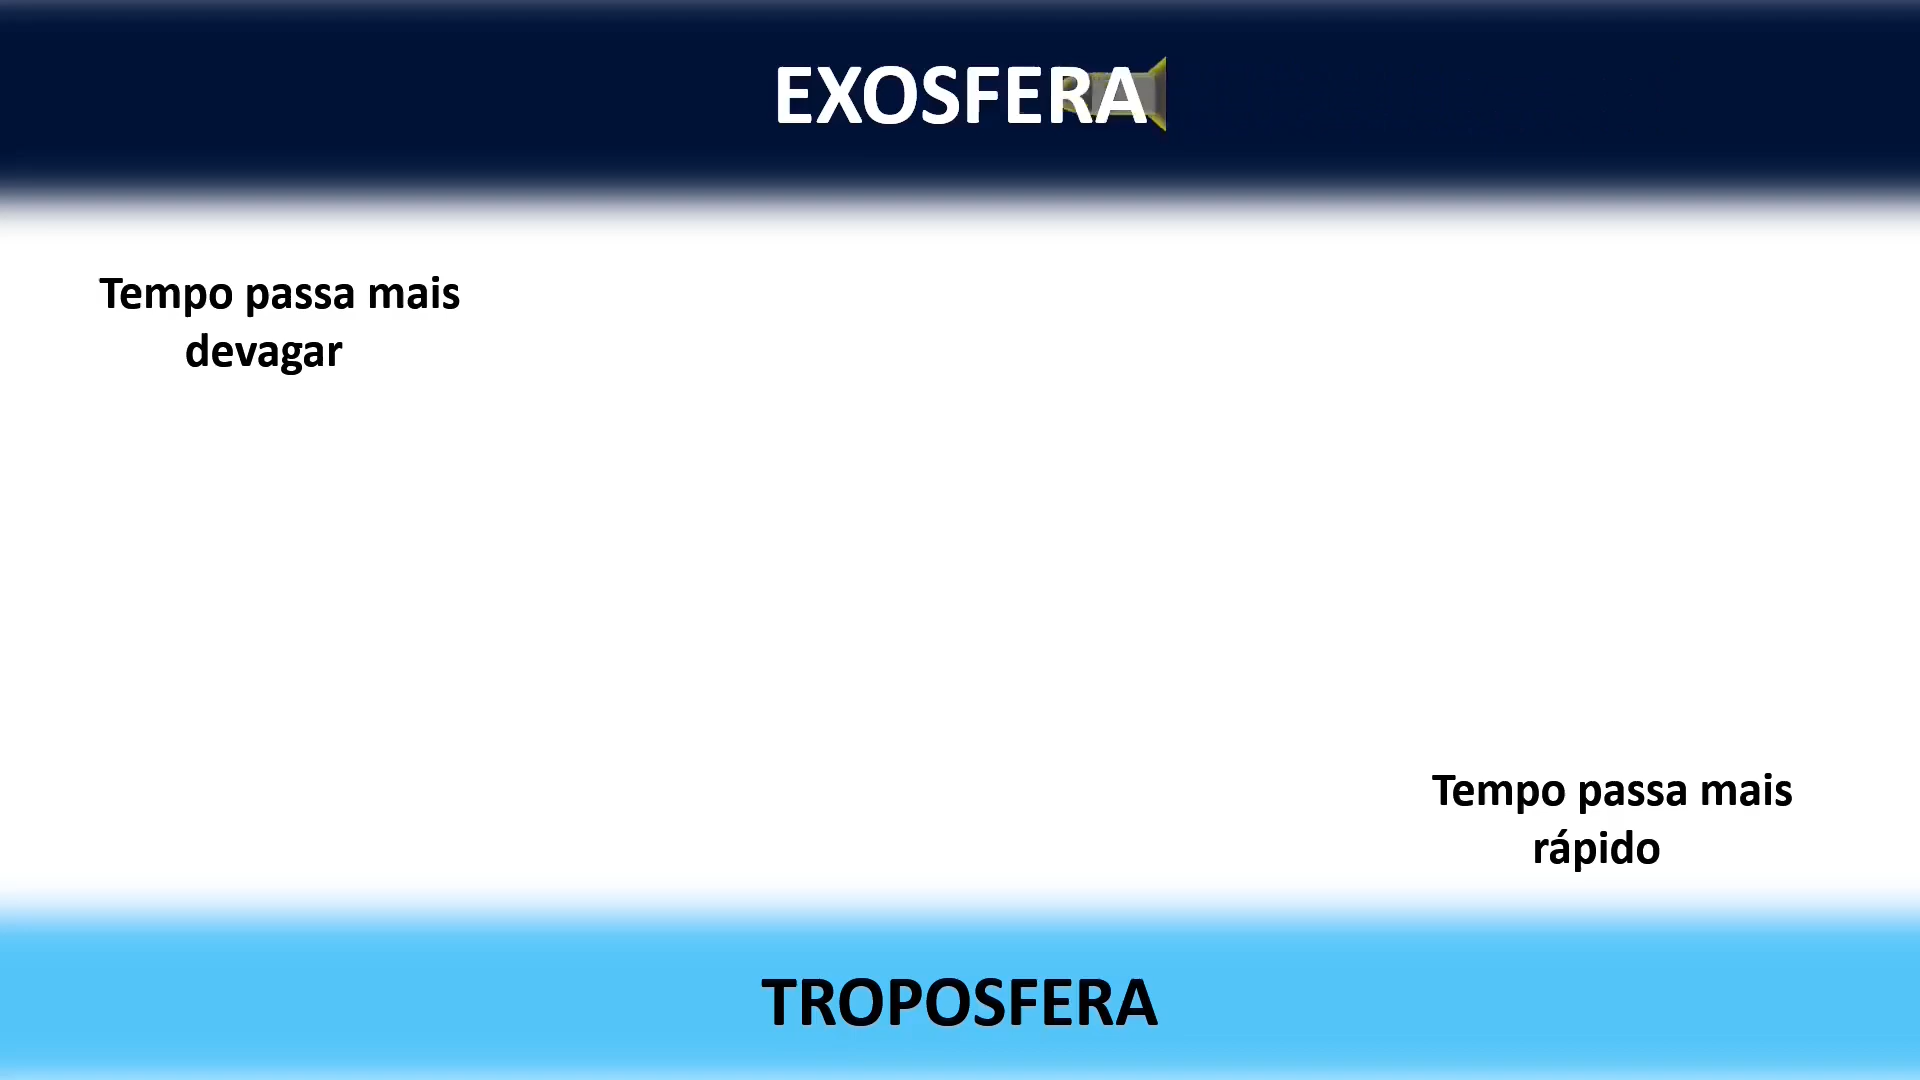 EXOSFERA
Tempo passa mais
devagar
Tempo passa mais
rápido
TROPOSFERA